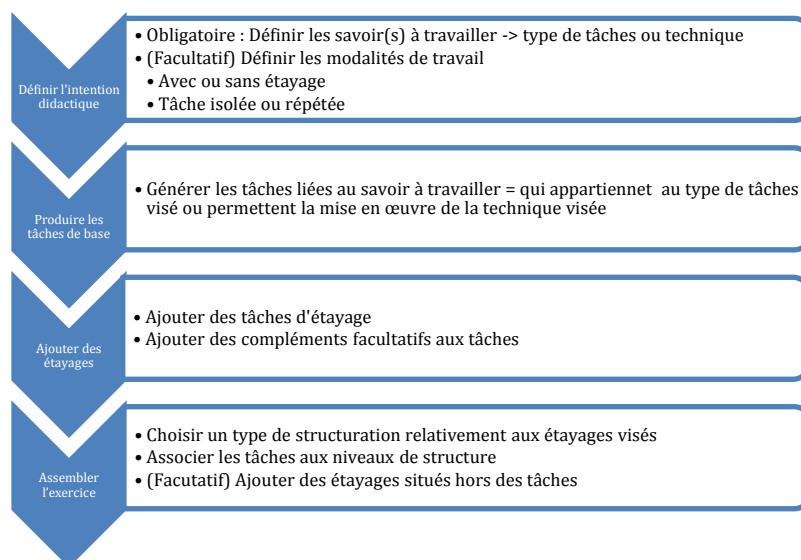 Définir l'intention
didactique
• Obligatoire : Définir les savoir(s) à travailler -> type de tâches ou technique
• (Facultatif) Définir les modalités de travail
• Avec ou sans étayage
• Tâche isolée ou répétée
Produire les
tâches de base
• Générer les tâches liées au savoir à travailler = qui appartiennet au type de tâches
visé ou permettent la mise en œuvre de la technique visée
Ajouter des
étayages
• Ajouter des tâches d'étayage
• Ajouter des compléments facultatifs aux tâches
Assembler
l'exercice
• Choisir un type de structuration relativement aux étayages visés
• Associer les tâches aux niveaux de structure
• (Facutatif) Ajouter des étayages situés hors des tâches